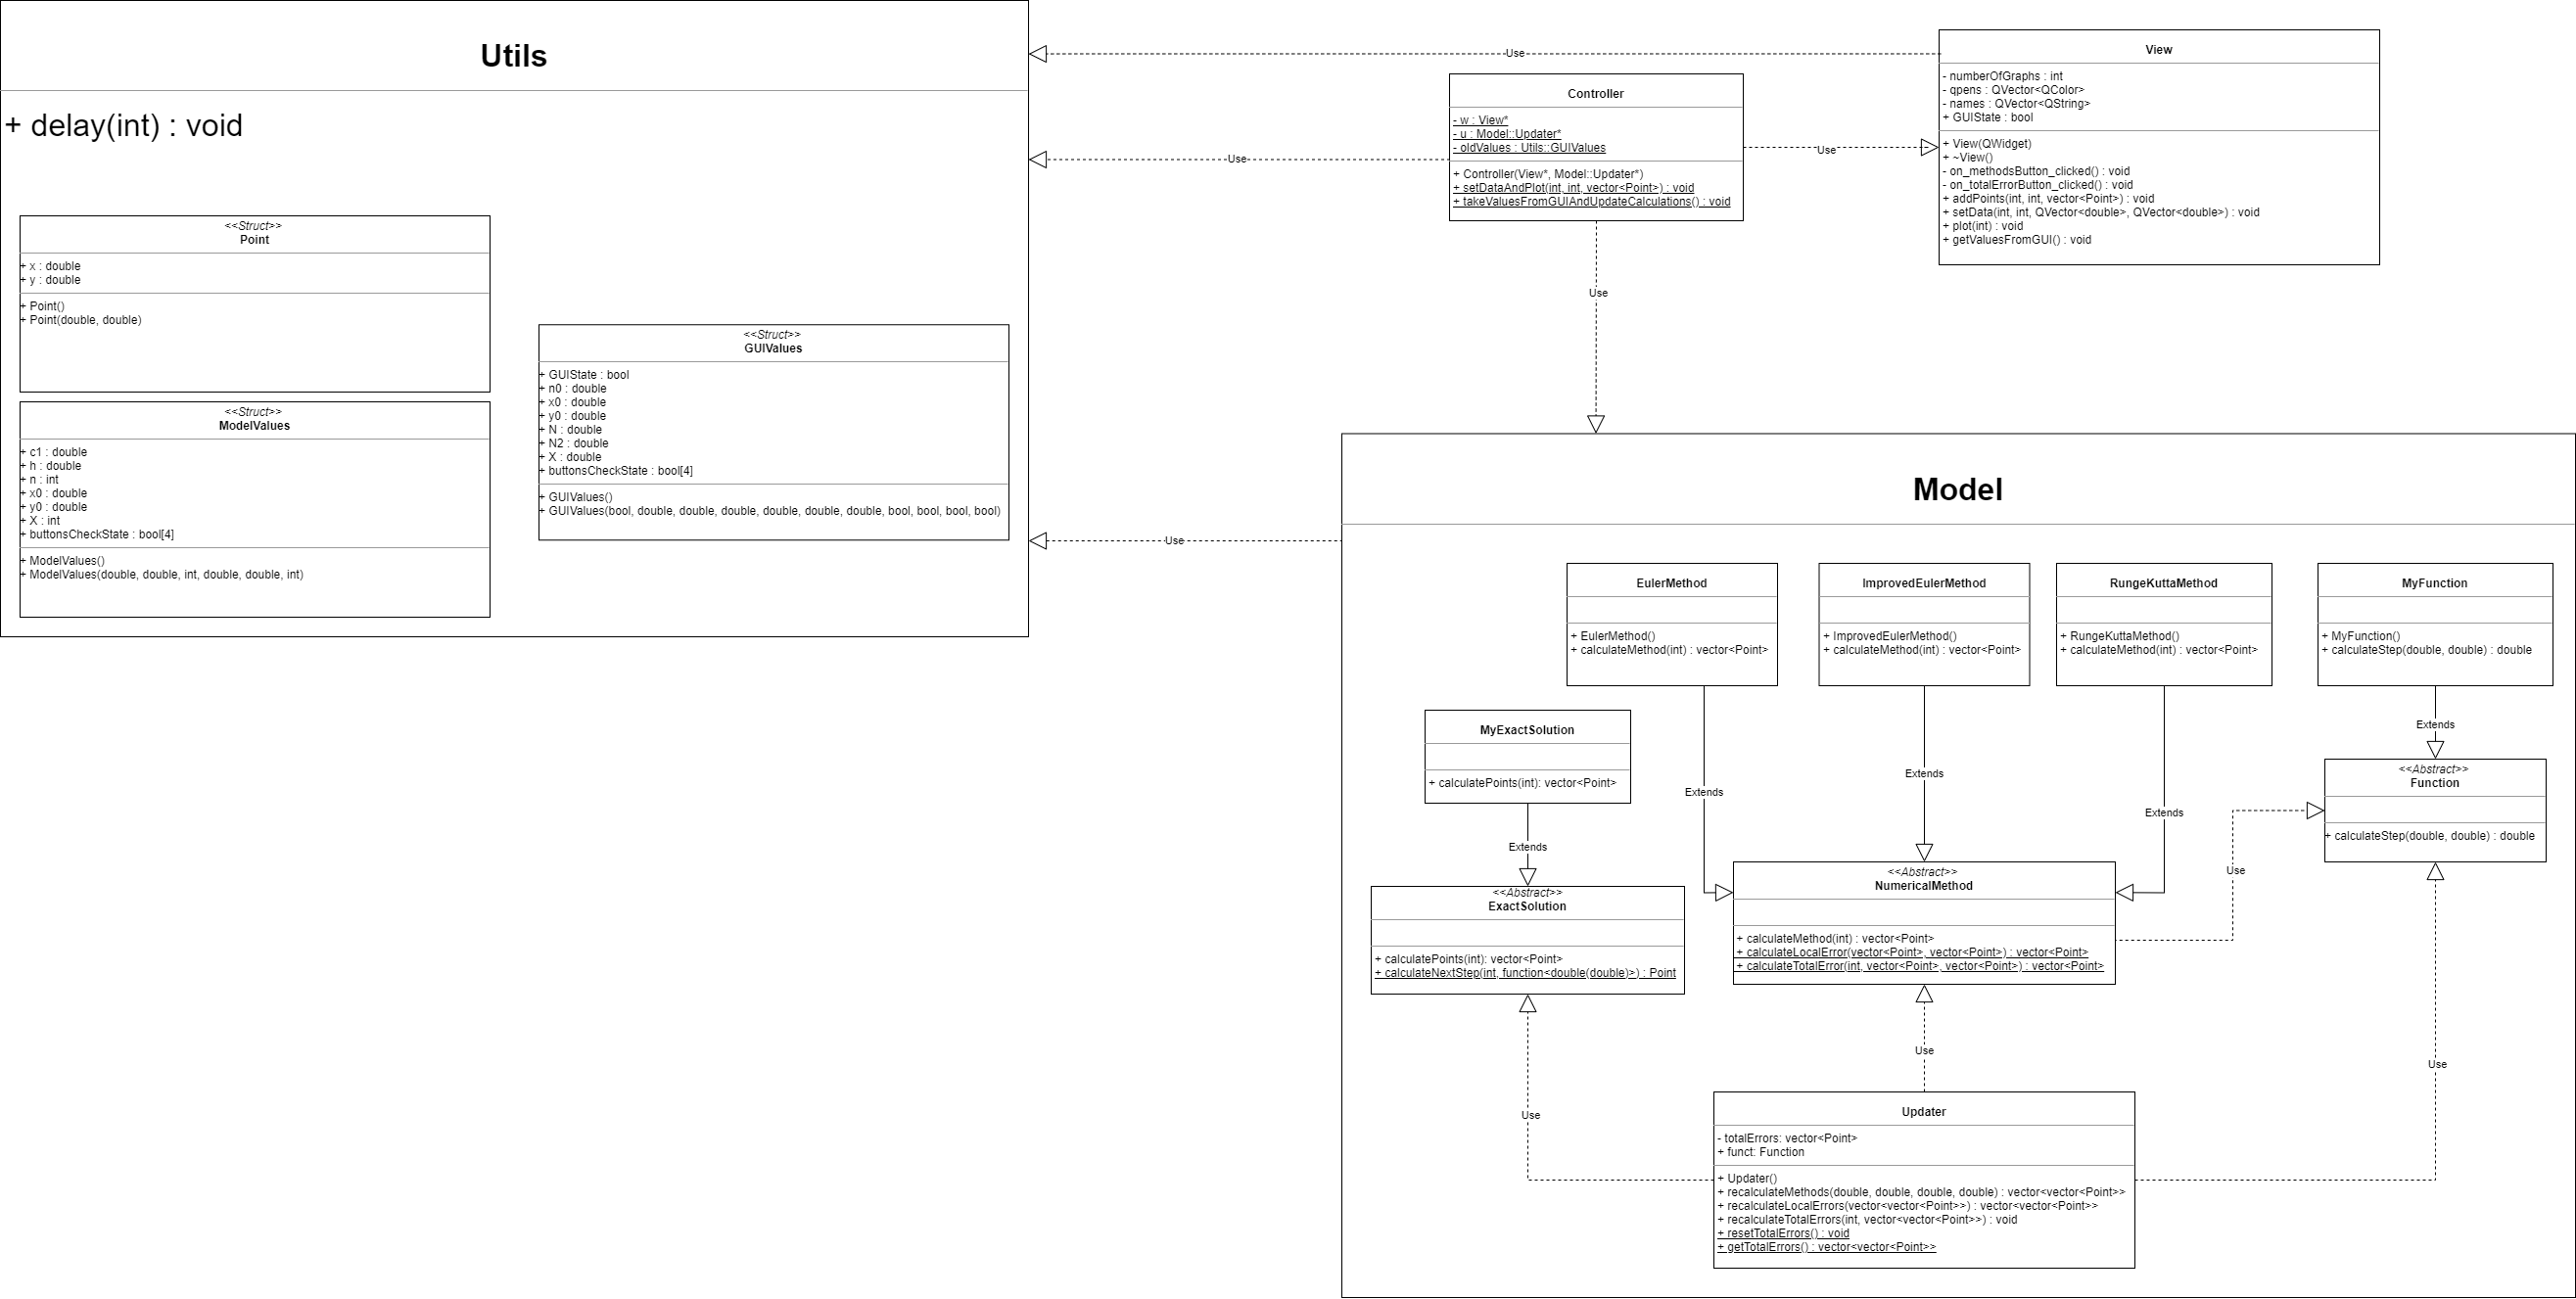 Utils
+ delay(int) : void
<<Struct>>
Point
+ x : double
+ y : double
+ Point()
+ Point(double, double)
<<Struct>>
ModelValues
+ c1 : double
+ h : double
+ n : int
+ x0 : double
+ y0 : double
+ X : int
+ buttonsCheckState : bool[4]
+ ModelValues()
+ ModelValues(double, double, int, double, double, int)
<<Struct>>
GUIValues
+ GUIState : bool
+ n0 : double
+ x0 : double
+ y0 : double
+ N : double
+ N2 : double
+ X : double
+ buttonsCheckState : bool[4]
+ GUIValues()
+ GUIValues(bool, double, double, double, double, double, double, bool, bool, bool, bool)
Use
Use
Use
Controller
- w : View*
- u : Model::Updater*
- oldValues : Utils::GUIValues
+ Controller(View*, Model::Updater*)
+ setDataAndPlot(int, int, vector<Point>) : void
+ takeValuesFromGUIAndUpdateCalculations() : void
Use
Use
View
- numberOfGraphs : int
- qpens : QVector<QColor>
- names : QVector<QString>
+ GUIState : bool
+ View(QWidget)
+ ~View()
- on_methodsButton_clicked() : void
- on_totalErrorButton_clicked() : void
+ addPoints(int, int, vector<Point>) : void
+ setData(int, int, QVector<double>, QVector<double>) : void
+ plot(int) : void
+ getValuesFromGUI() : void
Model
EulerMethod
+ EulerMethod()
+ calculateMethod(int) : vector<Point>
ImprovedEulerMethod
+ ImprovedEulerMethod()
+ calculateMethod(int) : vector<Point>
RungeKuttaMethod
+ RungeKuttaMethod()
+ calculateMethod(int) : vector<Point>
MyFunction
+ MyFunction()
+ calculateStep(double, double) : double
MyExactSolution
+ calculatePoints(int): vector<Point>
Extends
Extends
Extends
Extends
Extends
<<Abstract>>
Function
+ calculateStep(double, double) : double
<<Abstract>>
ExactSolution
+ calculatePoints(int): vector<Point>
+ calculateNextStep(int, function<double(double)>) : Point
<<Abstract>>
NumericalMethod
+ calculateMethod(int) : vector<Point>
+ calculateLocalError(vector<Point>, vector<Point>) : vector<Point>
+ calculateTotalError(int, vector<Point>, vector<Point>) : vector<Point>
Use
Use
Use
Use
Updater
- totalErrors: vector<Point>
+ funct: Function
+ Updater()
+ recalculateMethods(double, double, double, double) : vector<vector<Point>>
+ recalculateLocalErrors(vector<vector<Point>>) : vector<vector<Point>>
+ recalculateTotalErrors(int, vector<vector<Point>>) : void
+ resetTotalErrors() : void
+ getTotalErrors() : vector<vector<Point>>